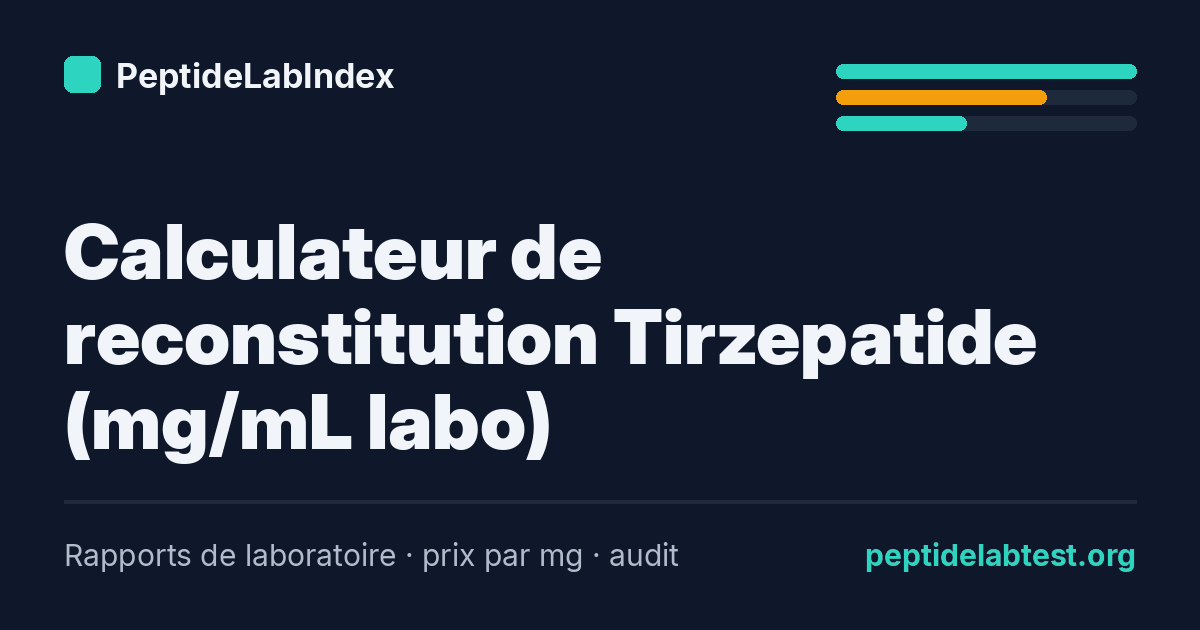 PeptideLabIndex
Calculateur de
reconstitution Tirzepatide
(mg/mL labo)
Rapports de laboratoire · prix par mg · audit
peptidelabtest.org